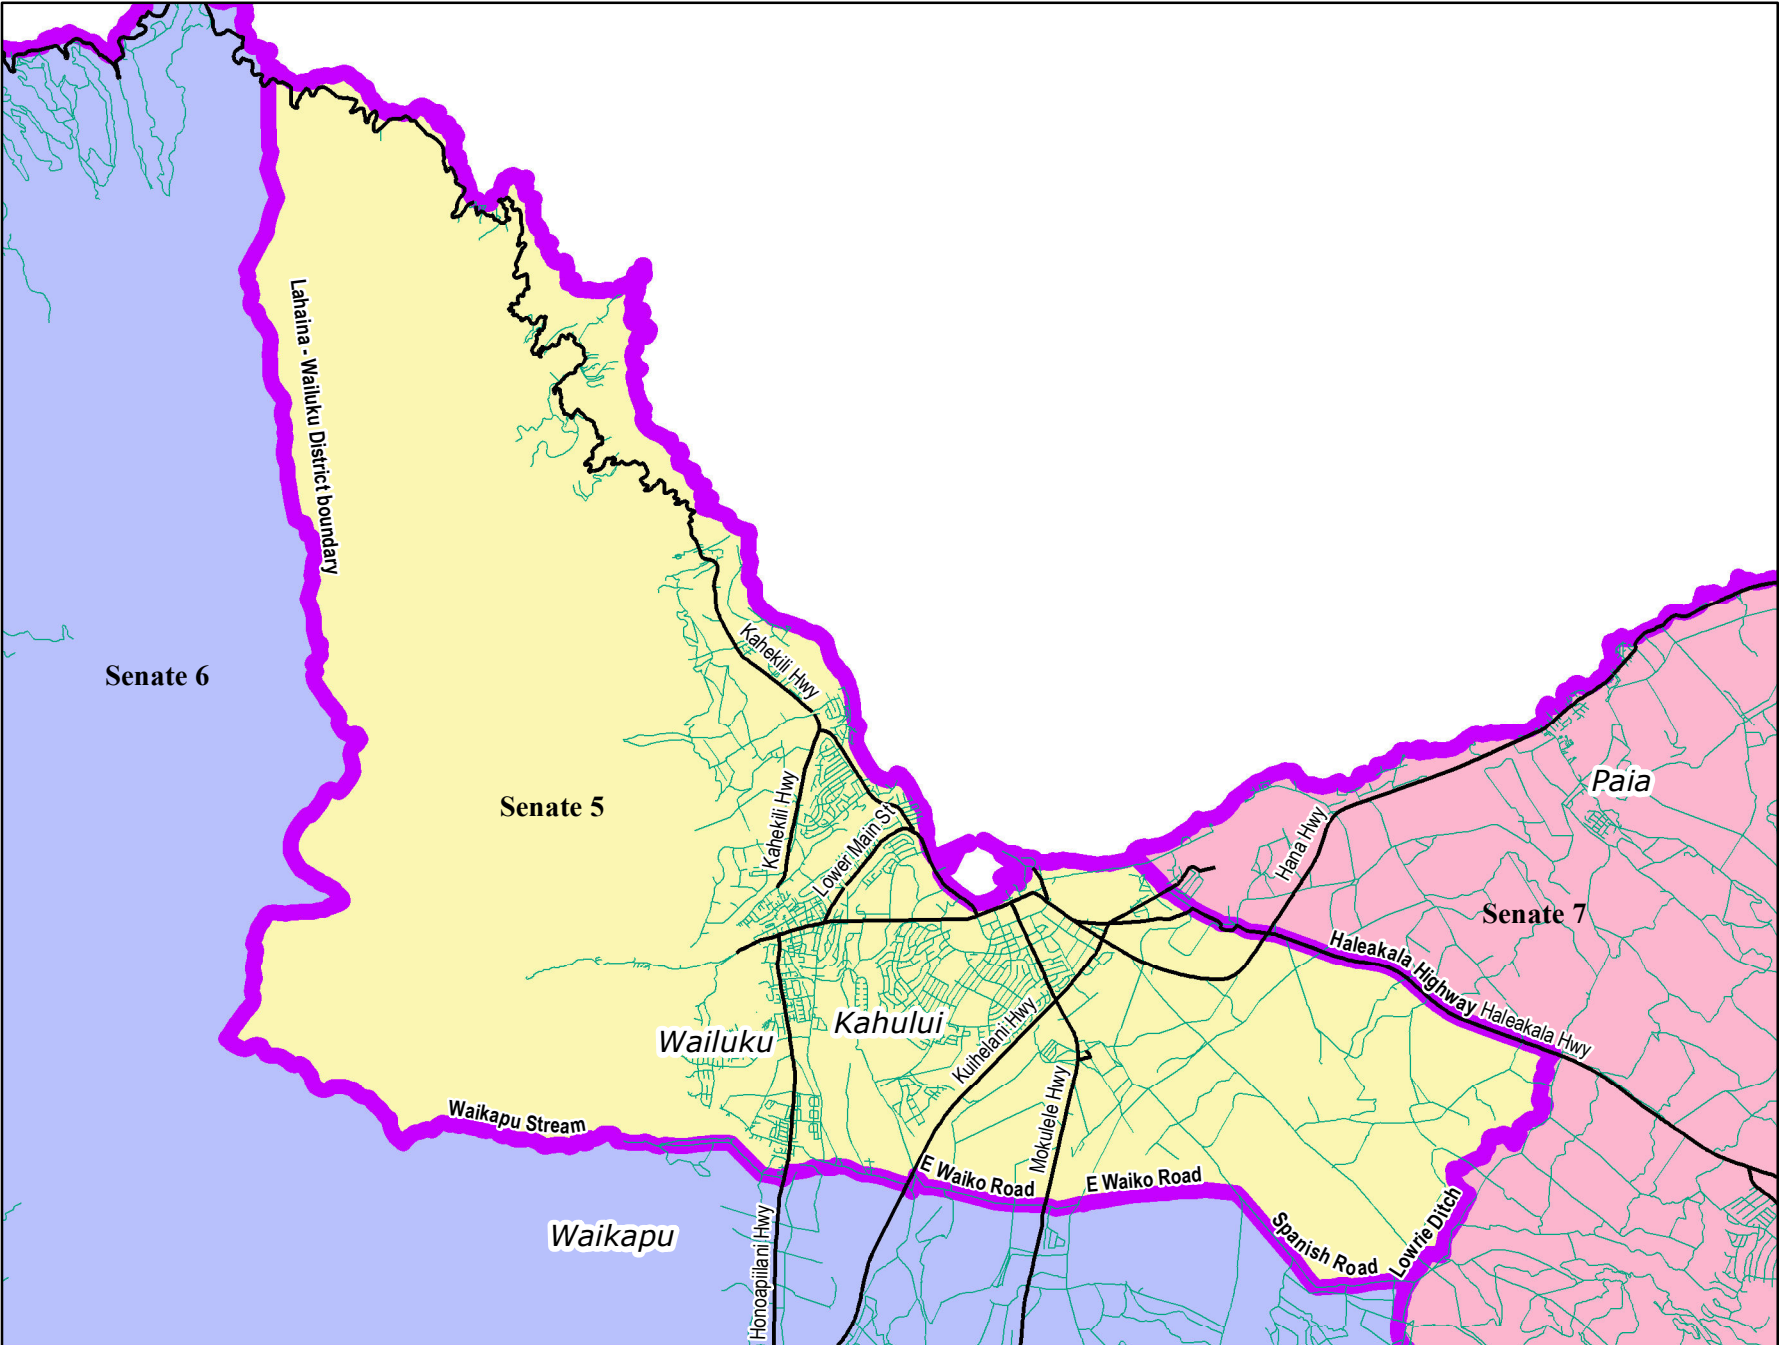 Lahaina - Wailuku District boundary
Kahekili Hwy
Senate 6
Senate 5
Kahekili Hwy
Lower Main St
Paia
Hana Hwy
Senate 7
Haleakala Highway
Haleakala Hwy
Wailuku
Kahului
Kuihelani Hwy
Mokulele Hwy
Waikapu Stream
E Waiko Road
E Waiko Road
Spanish Road
Lowrie Ditch
Waikapu
Honoapiilani Hwy